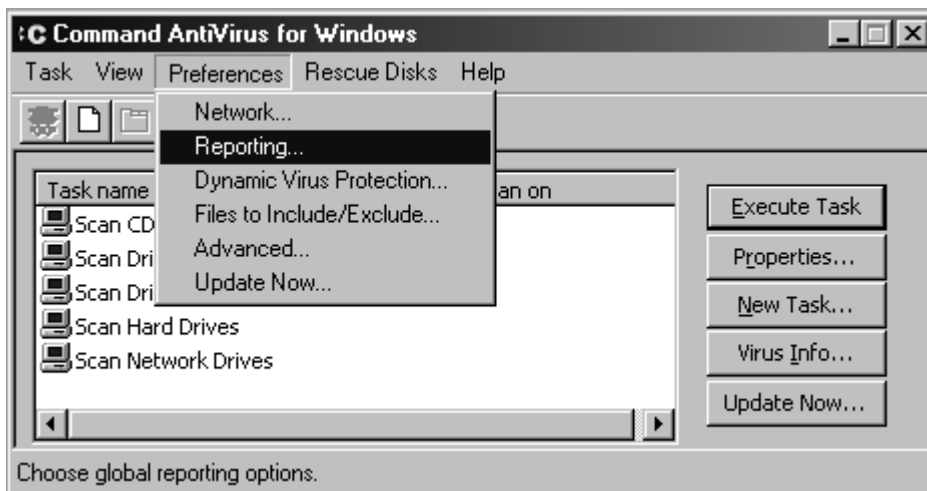 Command AntiVirus for Windows
Task View Preferences Rescue Disks Help
Network...
Reporting...
Dynamic Virus Protection...
Files to Include/Exclude...
Advanced...
Update Now...
Task name an on
Scan CD
Scan Dri
Scan Dri
Scan Hard Drives
Scan Network Drives
Execute Task
Properties...
New Task...
Virus Info...
Update Now...
Choose global reporting options.